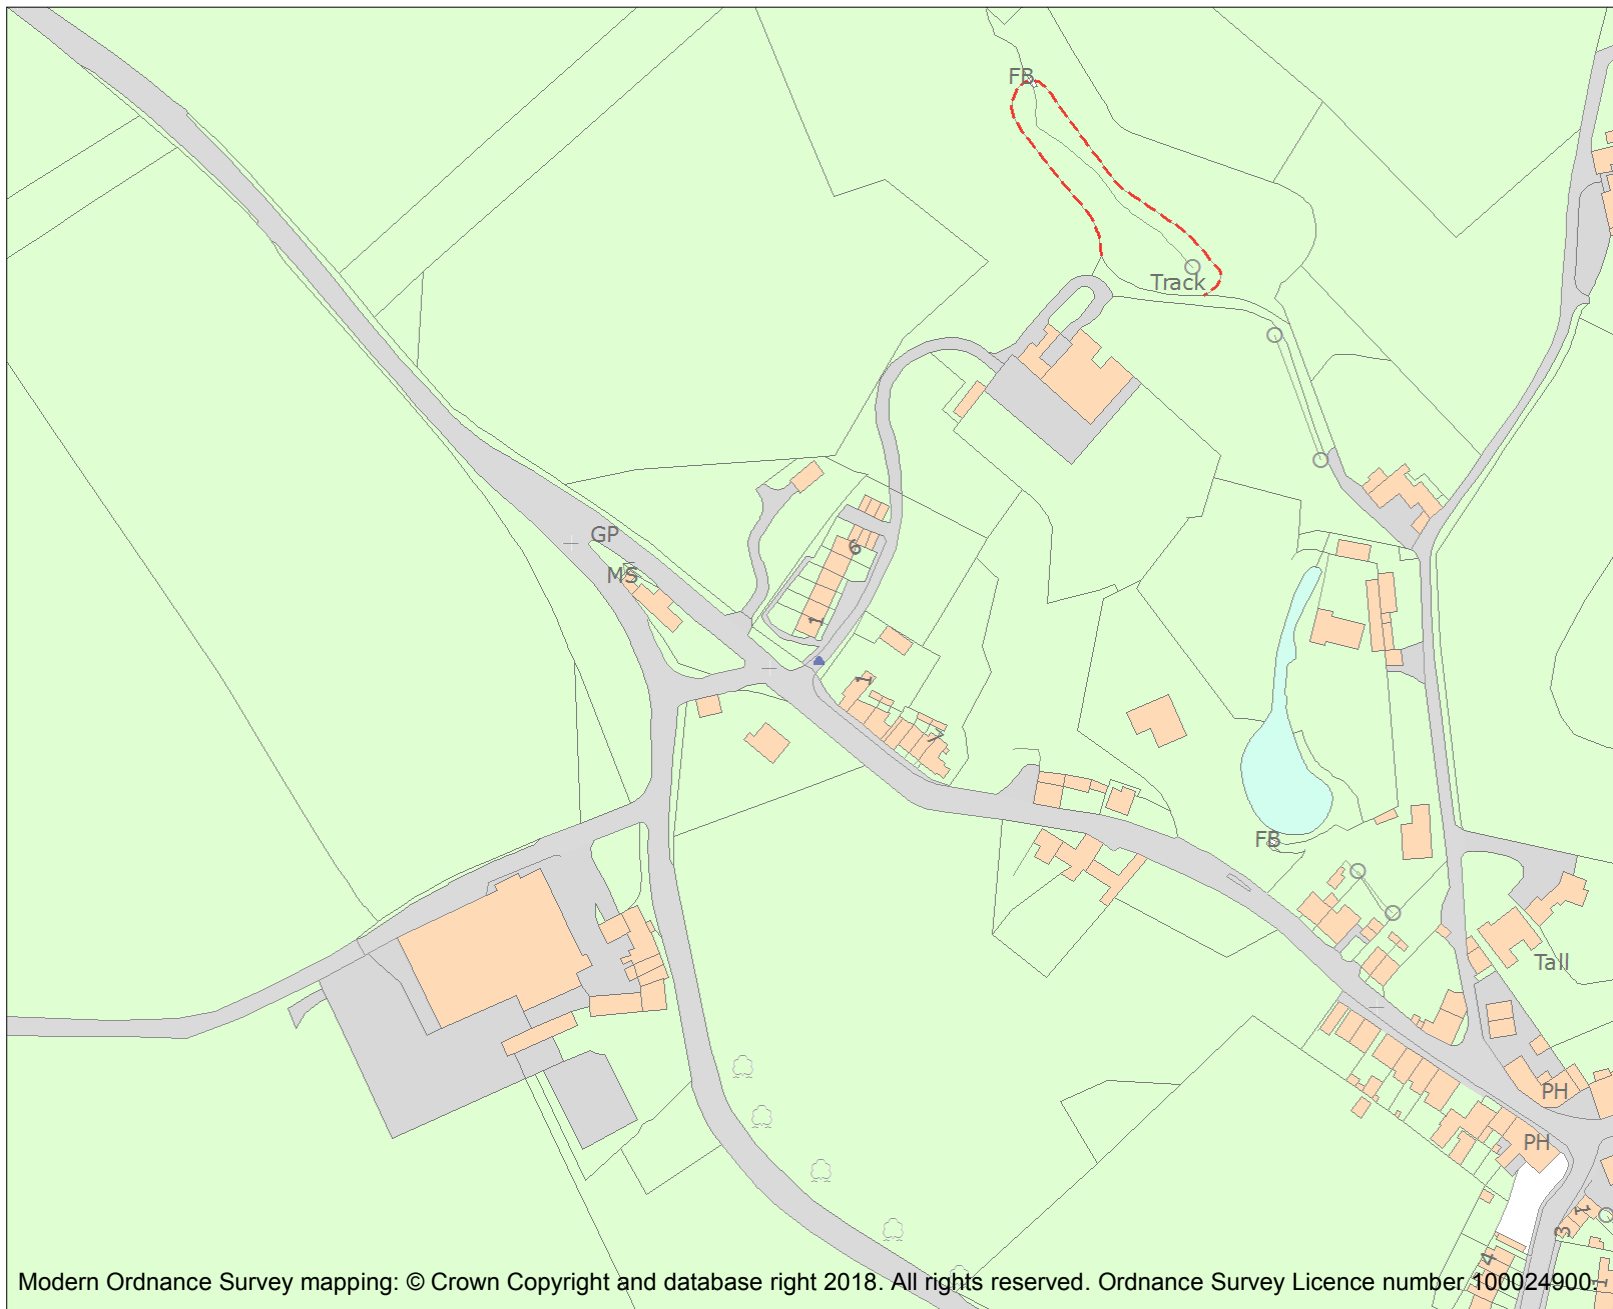 FB
Track
GP
MS
6
1
1
7
FB
Tall
PH
PH
1
3
4
1
Modern Ordnance Survey mapping: © Crown Copyright and database right 2018. All rights reserved. Ordnance Survey Licence number 100024900.